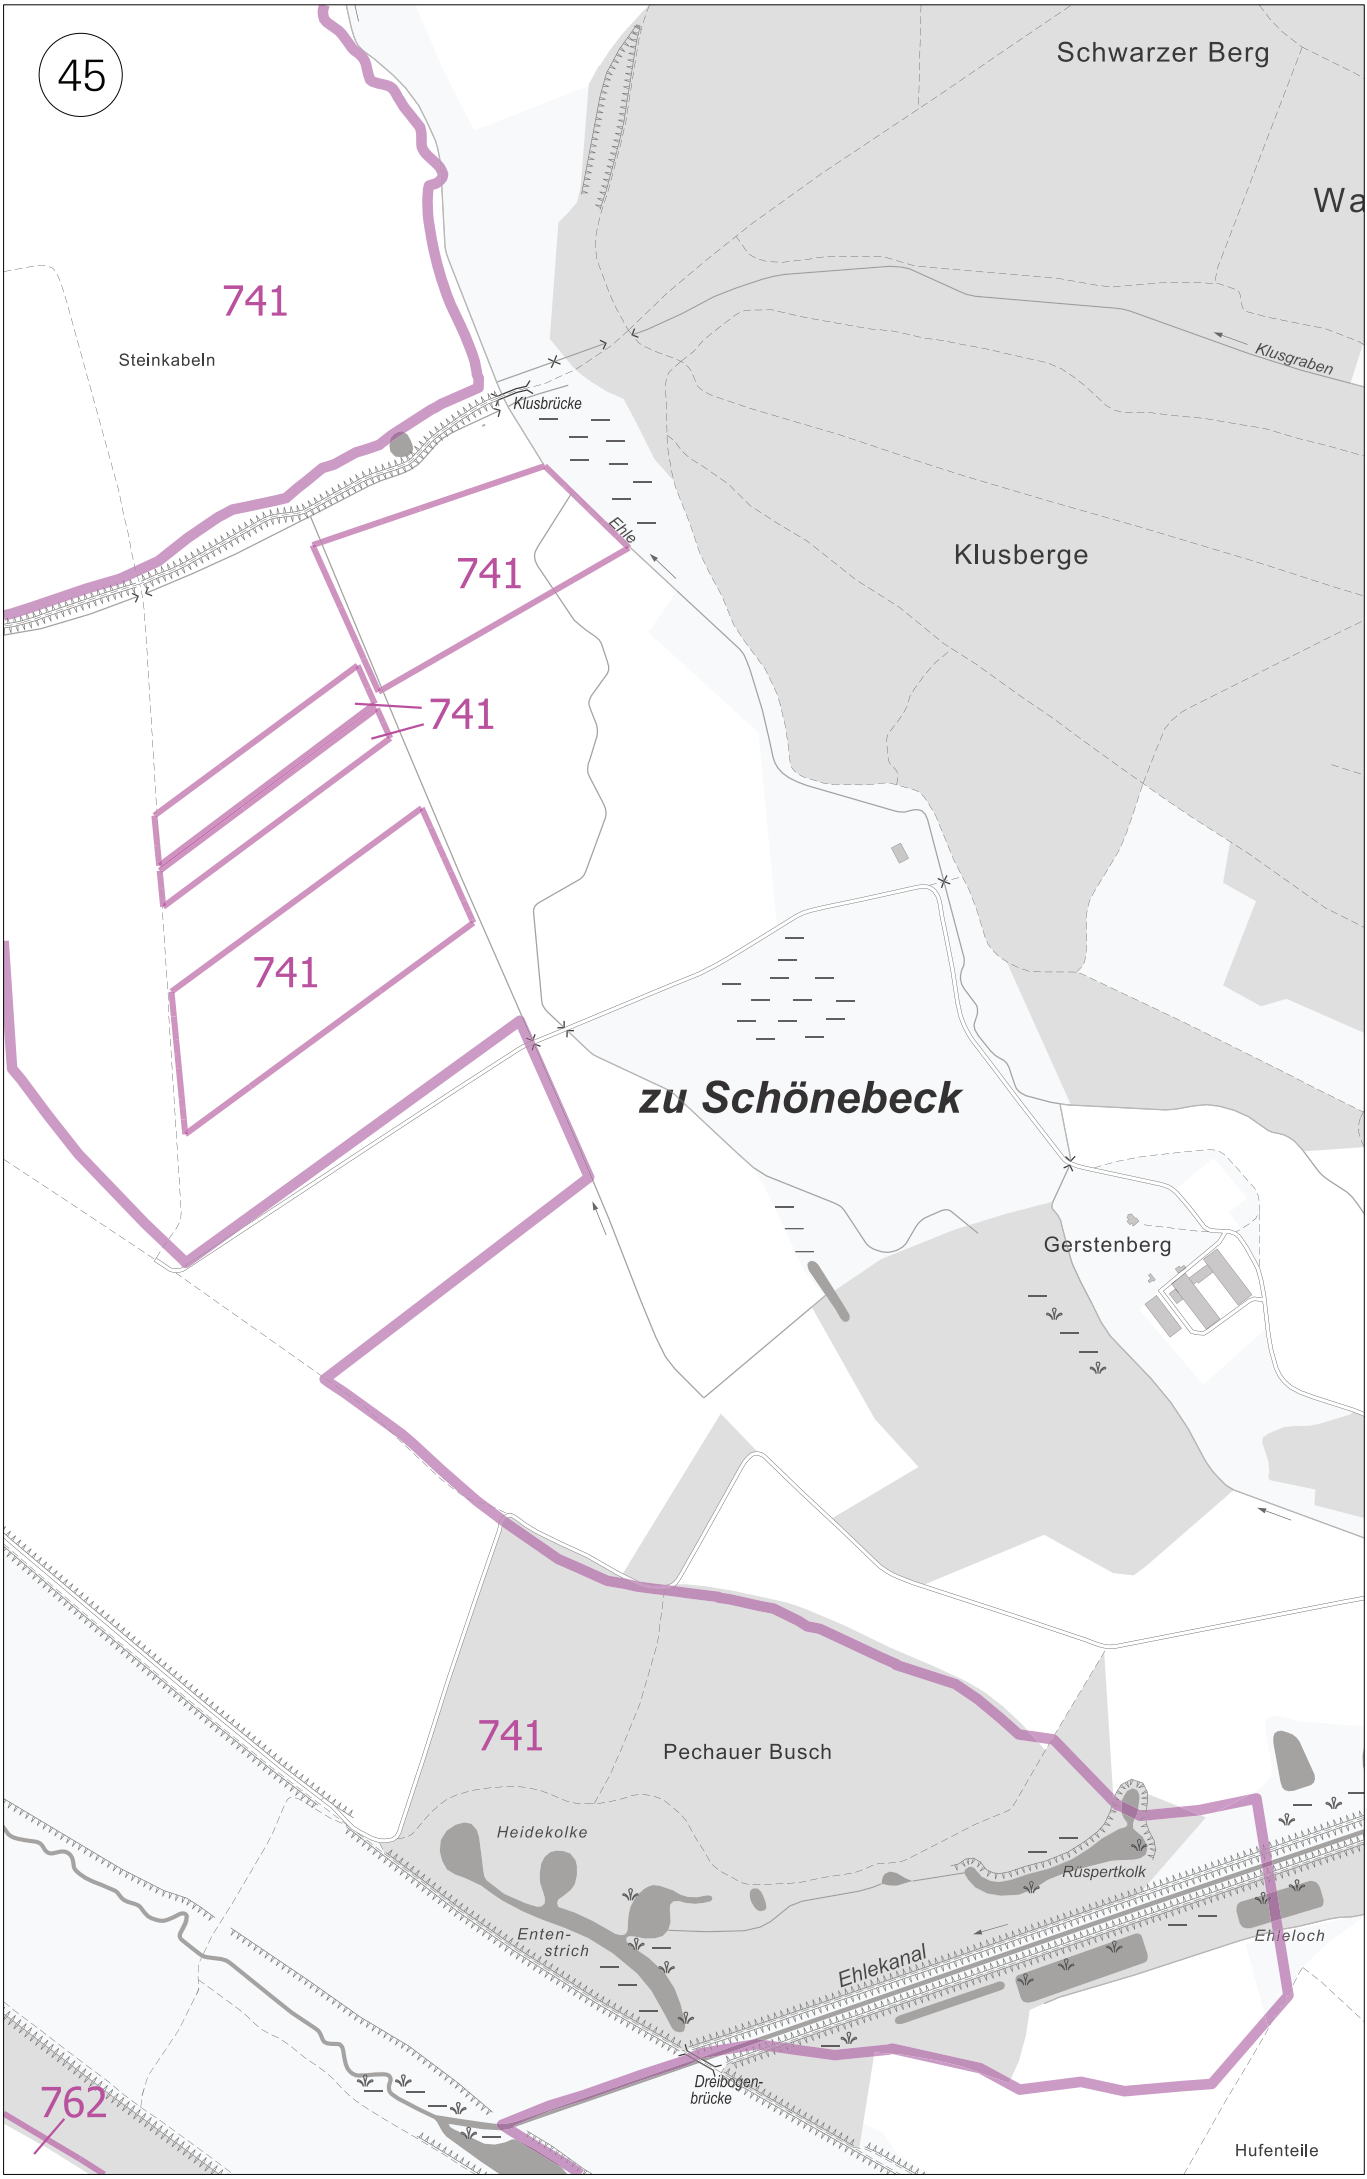 45
Schwarzer Berg
Wa
741
Steinkabeln
Klusgraben
Klusbrücke
Ehle
741
Klusberge
741
741
zu Schönebeck
Gerstenberg
741
Pechauer Busch
Heidekolke
Rüspertkolk
Enten-
strich
Ehlekanal
Ehleloch
Dreibogen-
brücke
762
Hufenteile